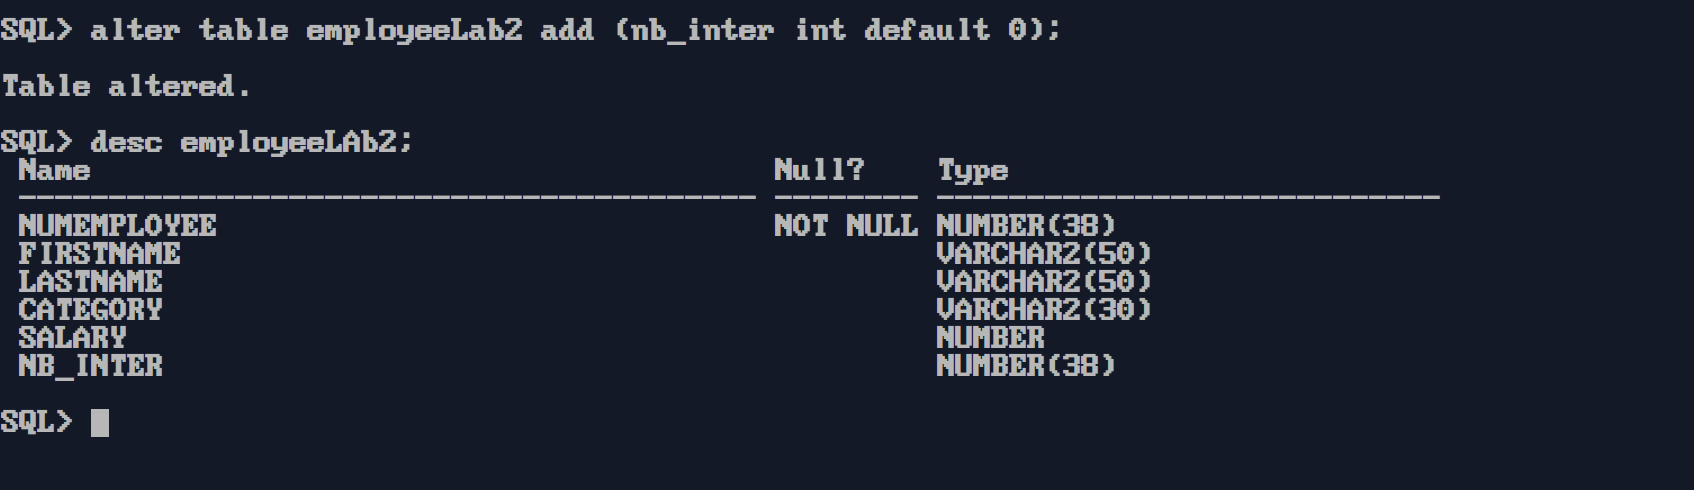 SQL> alter table employeeLab2 add (nb_inter int default 0);
Table altered.
SQL> desc employeeLAb2;
Name Null? Type
----------------------------------------- -------- ----------------------------
NUMEMPLOYEE NOT NULL NUMBER(38)
FIRSTNAME VARCHAR2(50)
LASTNAME VARCHAR2(50)
CATEGORY VARCHAR2(30)
SALARY NUMBER
NB_INTER NUMBER(38)
SQL>